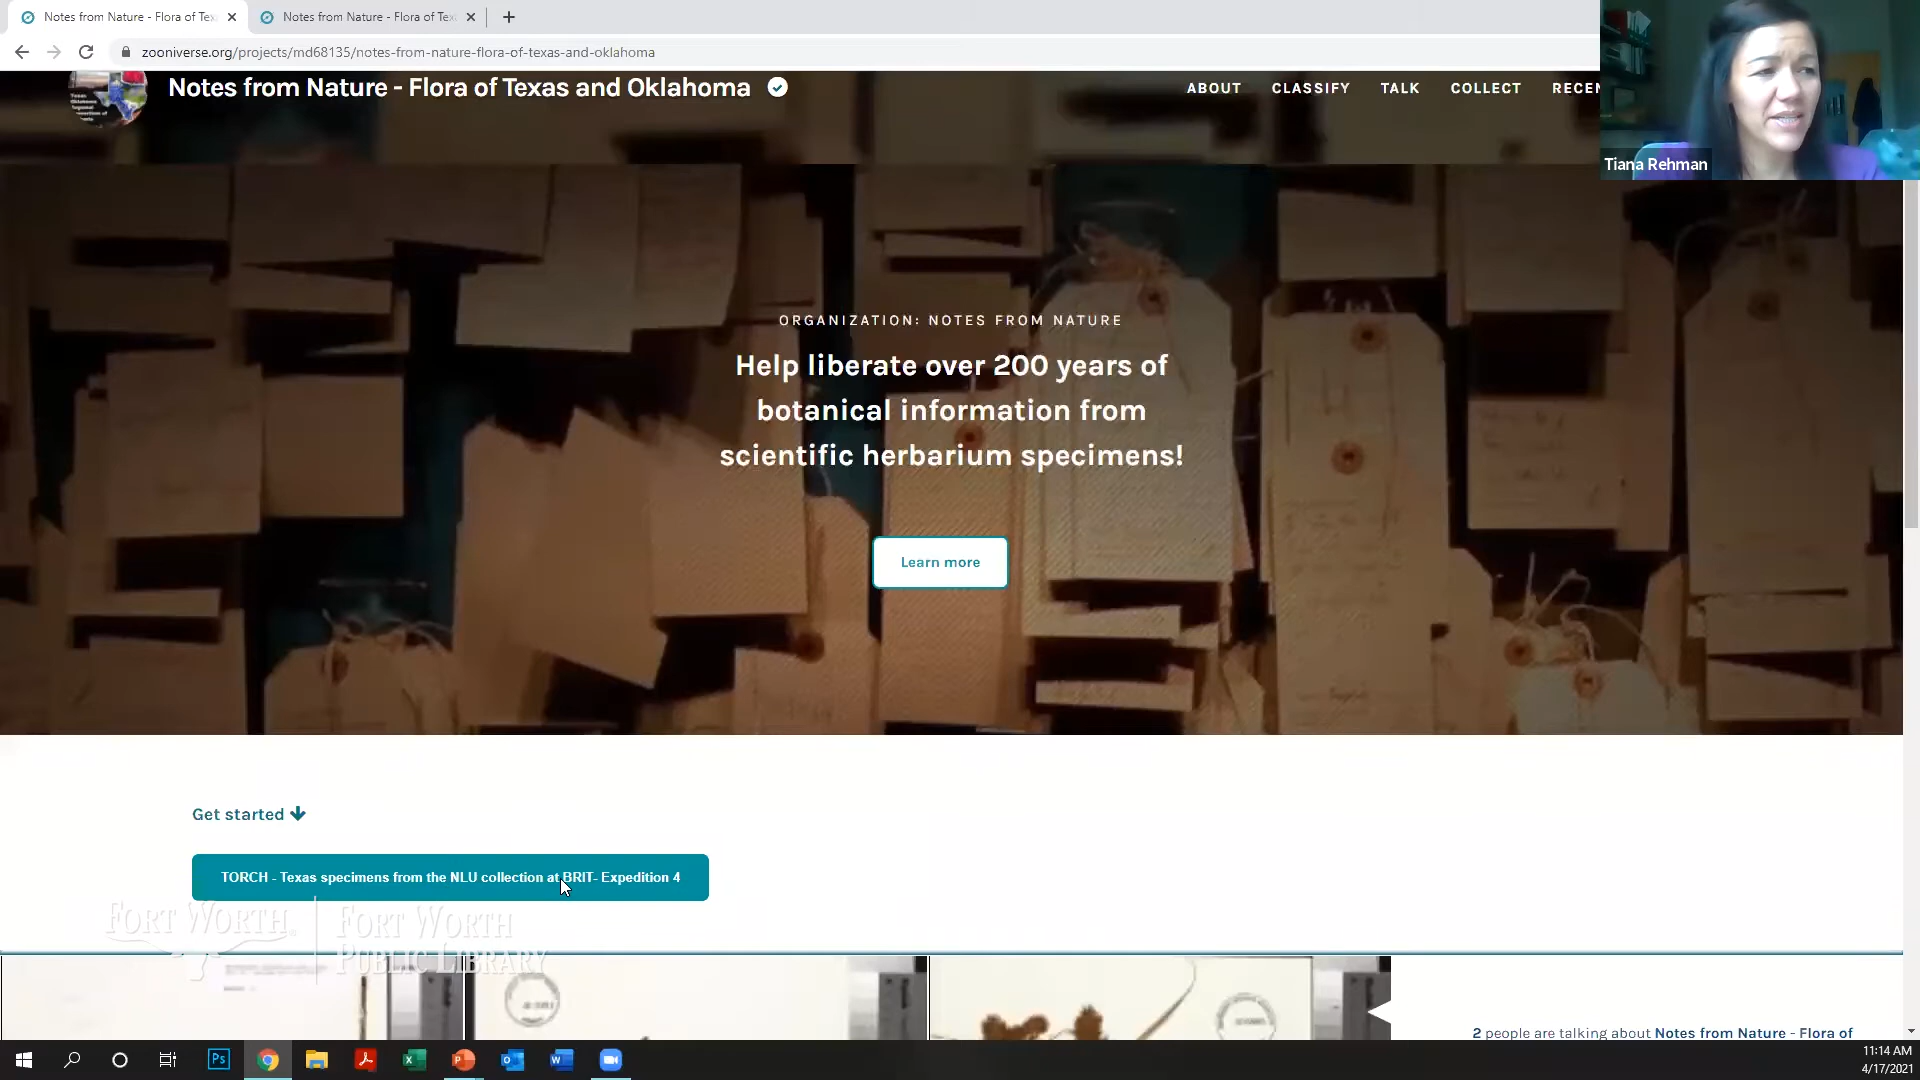 Notes from Nature - Flora of Tex
Notes from Nature - Flora of Tex
zooniverse.org/projects/md68135/notes-from-nature-flora-of-texas-and-oklahoma
Notes from Nature - Flora of Texas and Oklahoma
ABOUT CLASSIFY TALK COLLECT RECEN
Tiana Rehman
ORGANIZATION: NOTES FROM NATURE
Help liberate over 200 years of
botanical information from
scientific herbarium specimens!
Learn more
Get started
TORCH - Texas specimens from the NLU collection at BRIT- Expedition 4
FORT WORTH
FORT WORTH
PUBLIC LIBRARY
2 people are talking about Notes from Nature - Flora of
11:14 AM
4/17/2021